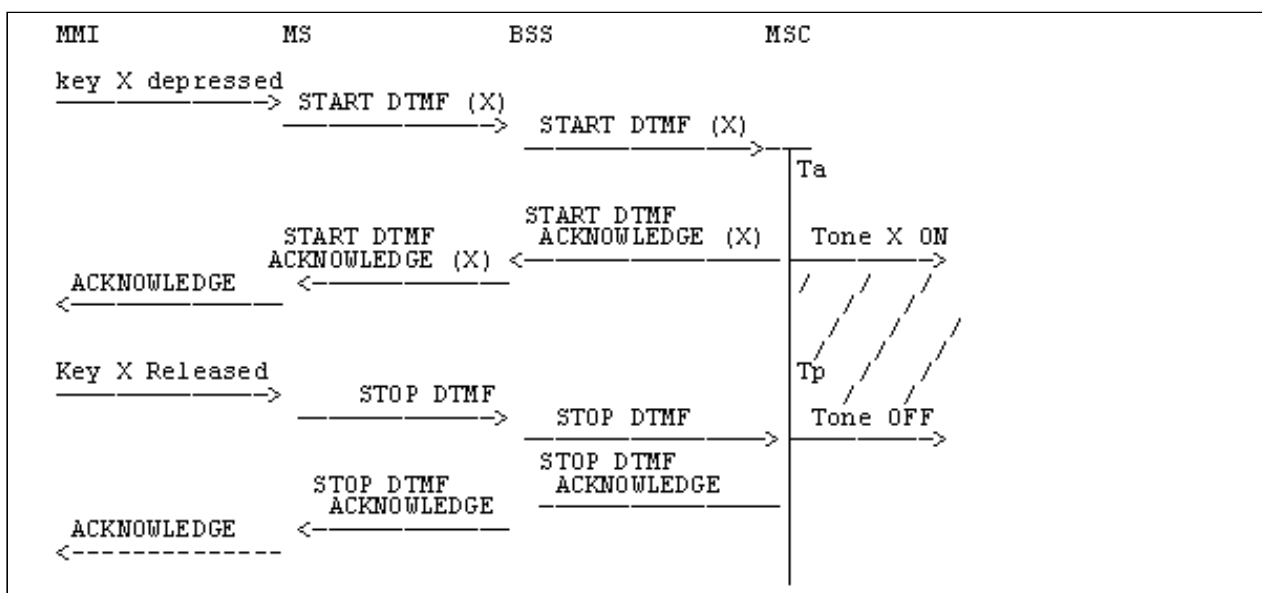 MMI MS BSS MSC
key X depressed
START DTMF (X)
START DTMF (X)
Ta
START DTMF
ACKNOWLEDGE (X)
Tone X ON
START DTMF
ACKNOWLEDGE (X)
ACKNOWLEDGE
Key X Released
Tp
STOP DTMF
STOP DTMF
Tone OFF
STOP DTMF
ACKNOWLEDGE
STOP DTMF
ACKNOWLEDGE
ACKNOWLEDGE